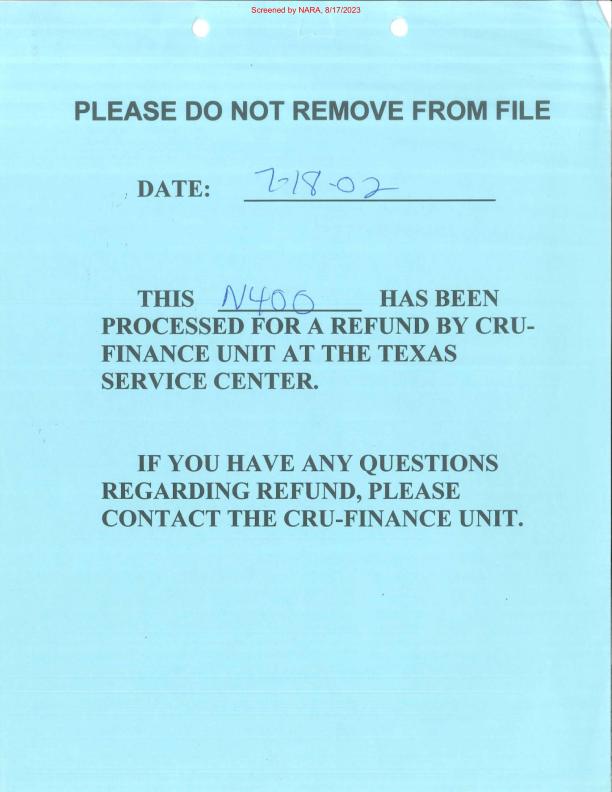 Screened by NARA, 8/17/2023
PLEASE DO NOT REMOVE FROM FILE
DATE: 7-18-02
THIS N400 HAS BEEN
PROCESSED FOR A REFUND BY CRU-
FINANCE UNIT AT THE TEXAS
SERVICE CENTER.
IF YOU HAVE ANY QUESTIONS
REGARDING REFUND, PLEASE
CONTACT THE CRU-FINANCE UNIT.